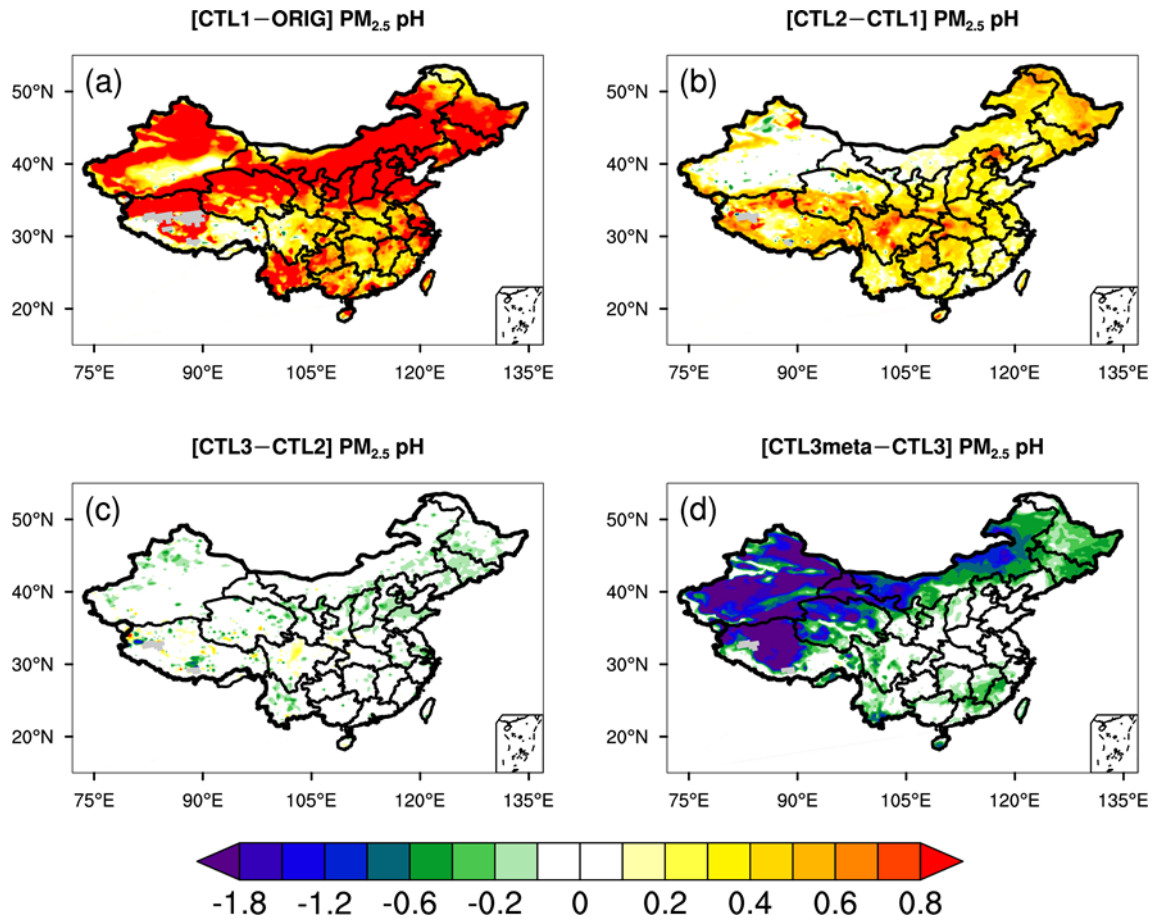 [CTL1−ORIG] PM2.5 pH
[CTL2−CTL1] PM2.5 pH
(a)
(b)
50°N
40°N
30°N
20°N
50°N
40°N
30°N
20°N
75°E 90°E 105°E 120°E 135°E
75°E 90°E 105°E 120°E 135°E
[CTL3−CTL2] PM2.5 pH
[CTL3meta−CTL3] PM2.5 pH
(c)
(d)
50°N
40°N
30°N
20°N
50°N
40°N
30°N
20°N
75°E 90°E 105°E 120°E 135°E
75°E 90°E 105°E 120°E 135°E
-1.8 -1.2 -0.6 -0.2 0 0.2 0.4 0.6 0.8